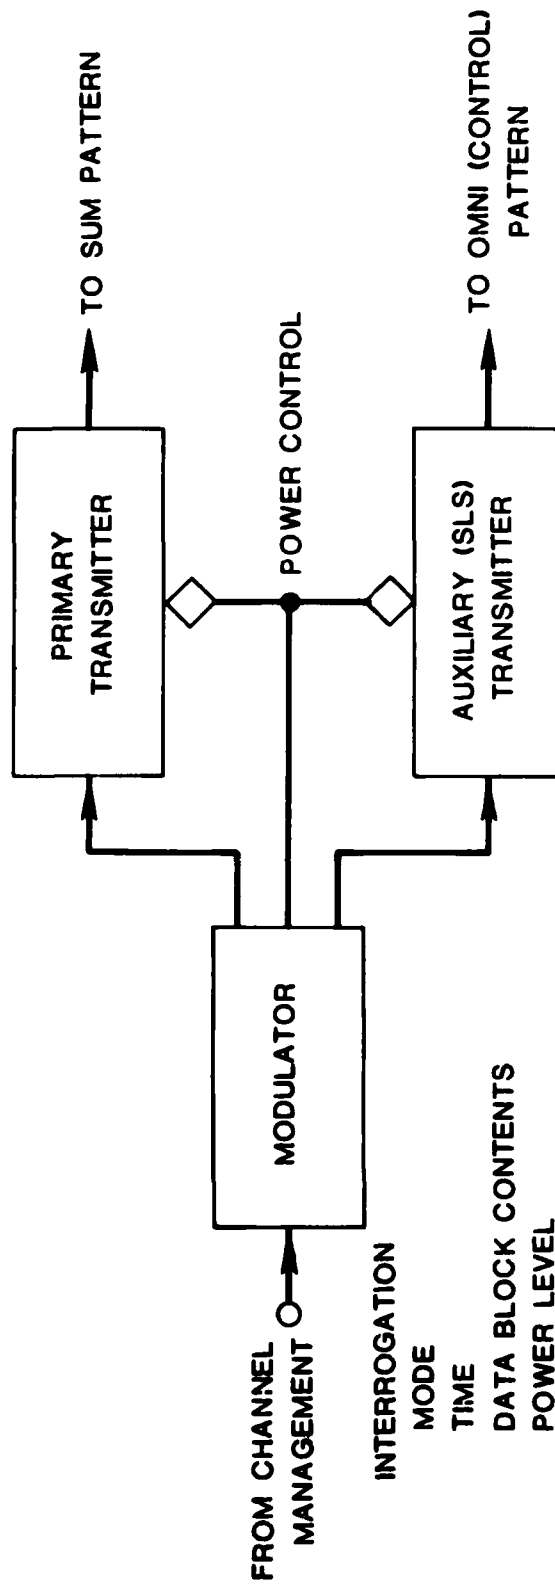 FROM CHANNEL
MANAGEMENT
INTERROGATION
MODE
TIME
DATA BLOCK CONTENTS
POWER LEVEL
MODULATOR
PRIMARY
TRANSMITTER
TO SUM PATTERN
POWER CONTROL
AUXILIARY (SLS)
TRANSMITTER
TO OMNI (CONTROL)
PATTERN